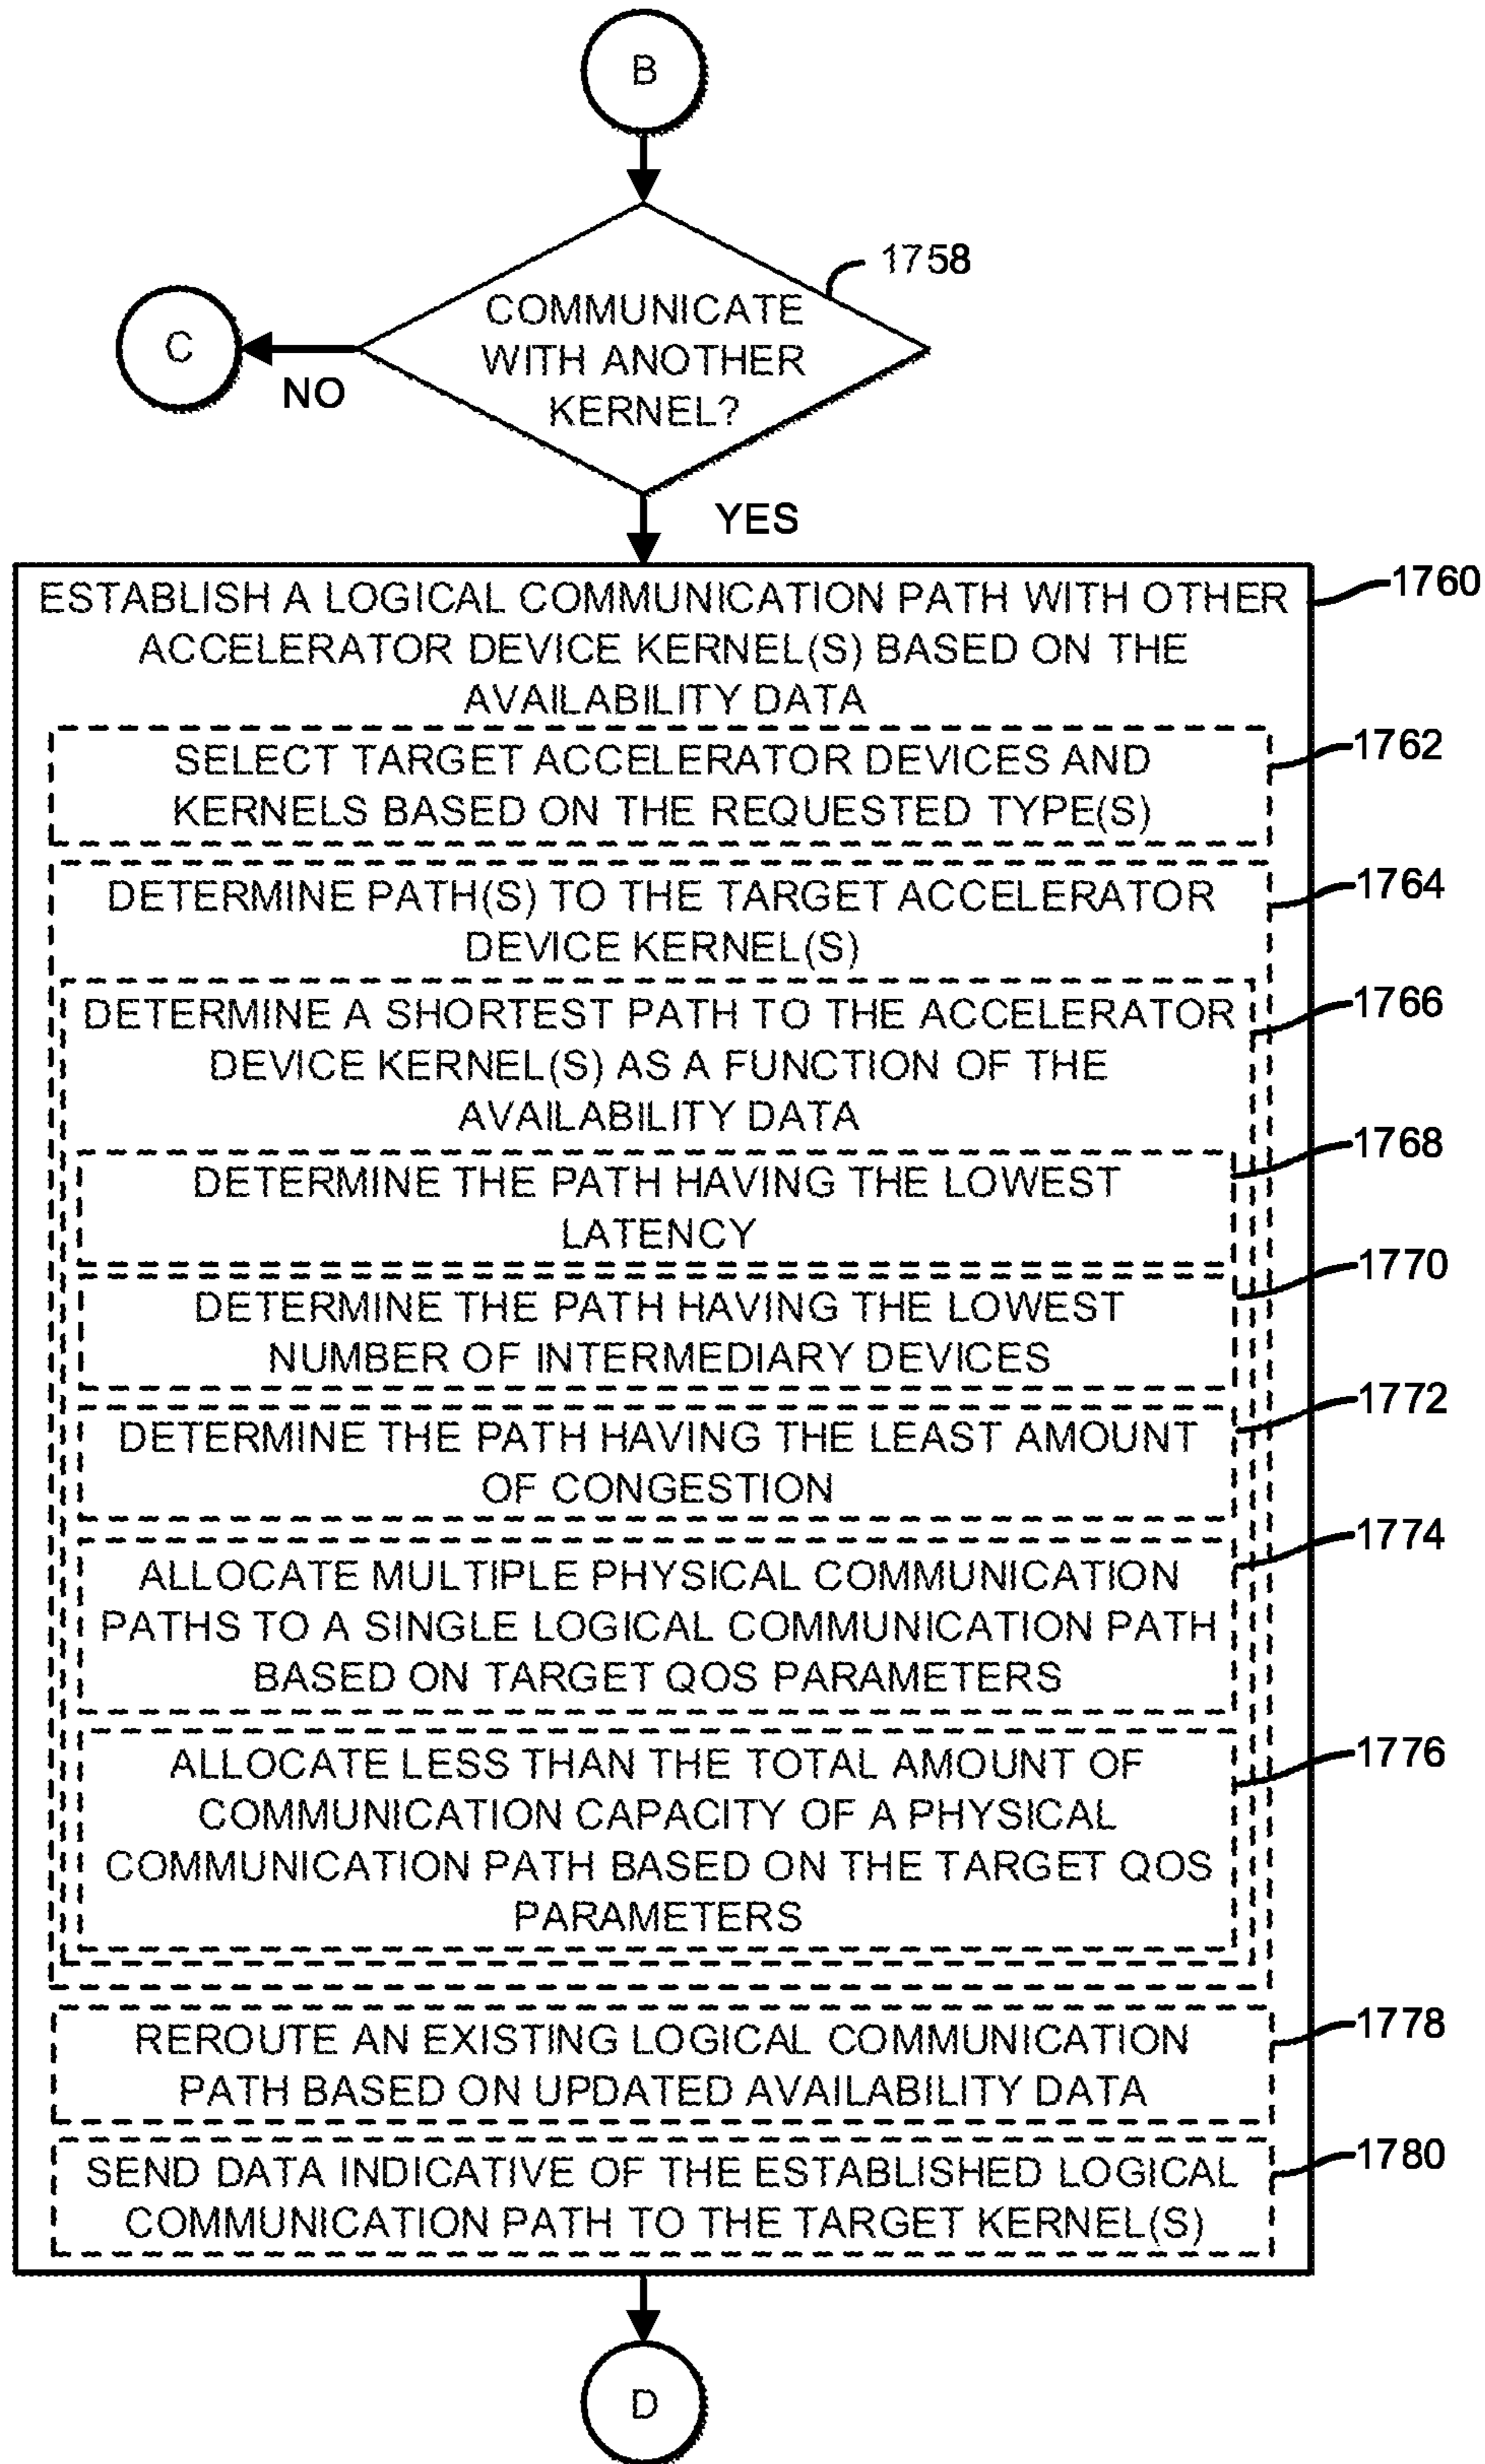 B
1758
COMMUNICATE
WITH ANOTHER
KERNEL?
C
NO
YES
1760
ESTABLISH A LOGICAL COMMUNICATION PATH WITH OTHER
ACCELERATOR DEVICE KERNEL(S) BASED ON THE
AVAILABILITY DATA
1762
SELECT TARGET ACCELERATOR DEVICES AND
KERNELS BASED ON THE REQUESTED TYPE(S)
1764
DETERMINE PATH(S) TO THE TARGET ACCELERATOR
DEVICE KERNEL(S)
1766
DETERMINE A SHORTEST PATH TO THE ACCELERATOR
DEVICE KERNEL(S) AS A FUNCTION OF THE
AVAILABILITY DATA
1768
DETERMINE THE PATH HAVING THE LOWEST
LATENCY
1770
DETERMINE THE PATH HAVING THE LOWEST
NUMBER OF INTERMEDIARY DEVICES
1772
DETERMINE THE PATH HAVING THE LEAST AMOUNT
OF CONGESTION
1774
ALLOCATE MULTIPLE PHYSICAL COMMUNICATION
PATHS TO A SINGLE LOGICAL COMMUNICATION PATH
BASED ON TARGET QOS PARAMETERS
1776
ALLOCATE LESS THAN THE TOTAL AMOUNT OF
COMMUNICATION CAPACITY OF A PHYSICAL
COMMUNICATION PATH BASED ON THE TARGET QOS
PARAMETERS
1778
REROUTE AN EXISTING LOGICAL COMMUNICATION
PATH BASED ON UPDATED AVAILABILITY DATA
1780
SEND DATA INDICATIVE OF THE ESTABLISHED LOGICAL
COMMUNICATION PATH TO THE TARGET KERNEL(S)
D